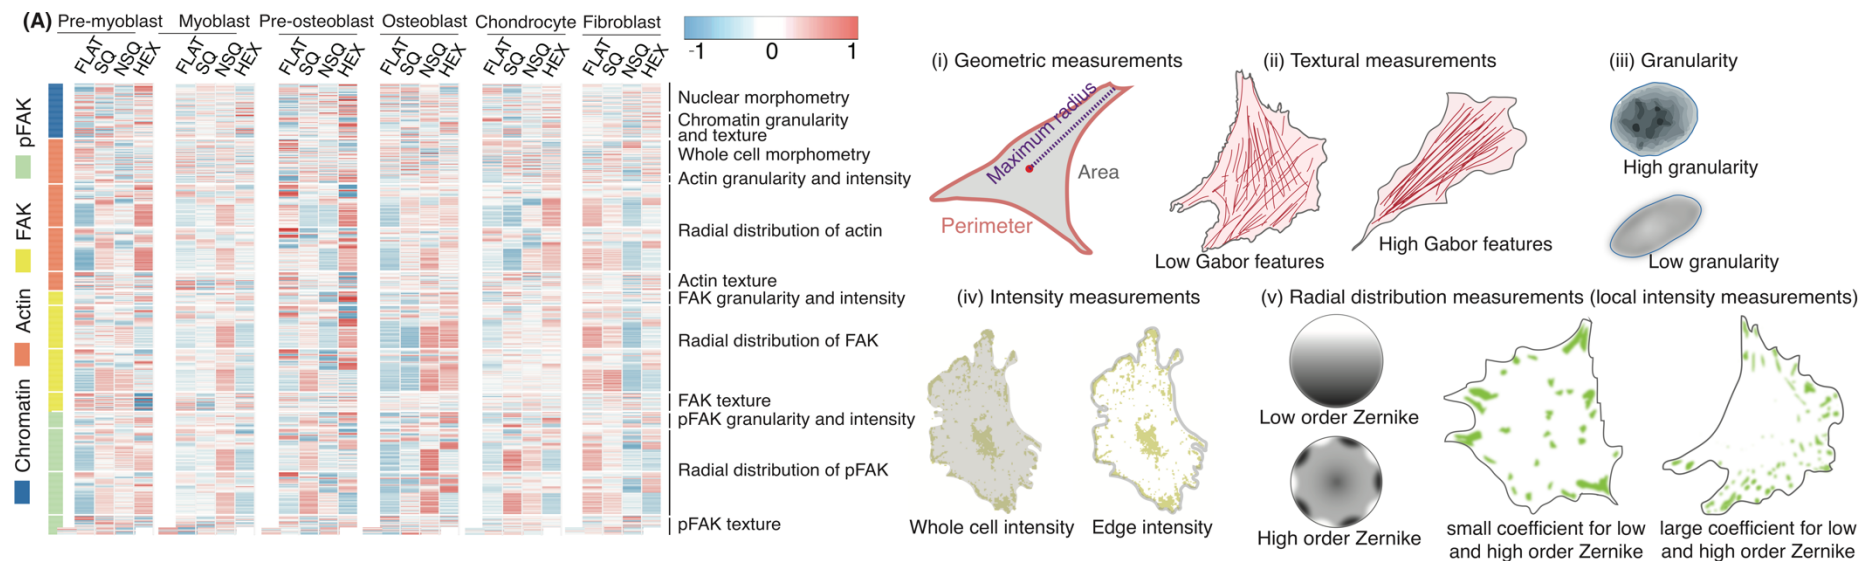 (A) Pre-myoblast Myoblast Pre-osteoblast Osteoblast Chondrocyte Fibroblast
FLAT SQ NSQ HEX FLAT SQ NSQ HEX FLAT SQ NSQ HEX FLAT SQ NSQ HEX FLAT SQ NSQ HEX FLAT SQ NSQ HEX
-1 0 1
pFAK
FAK
Actin
Chromatin
Nuclear morphometry
Chromatin granularity
and texture
Whole cell morphometry
Actin granularity and intensity
Radial distribution of actin
Actin texture
FAK granularity and intensity
Radial distribution of FAK
FAK texture
pFAK granularity and intensity
Radial distribution of pFAK
pFAK texture
(i) Geometric measurements
Maximum radius
Area
Perimeter
(ii) Textural measurements
Low Gabor features
High Gabor features
(iii) Granularity
High granularity
Low granularity
(iv) Intensity measurements
Whole cell intensity
Edge intensity
(v) Radial distribution measurements (local intensity measurements)
Low order Zernike
High order Zernike
small coefficient for low
and high order Zernike
large coefficient for low
and high order Zernike